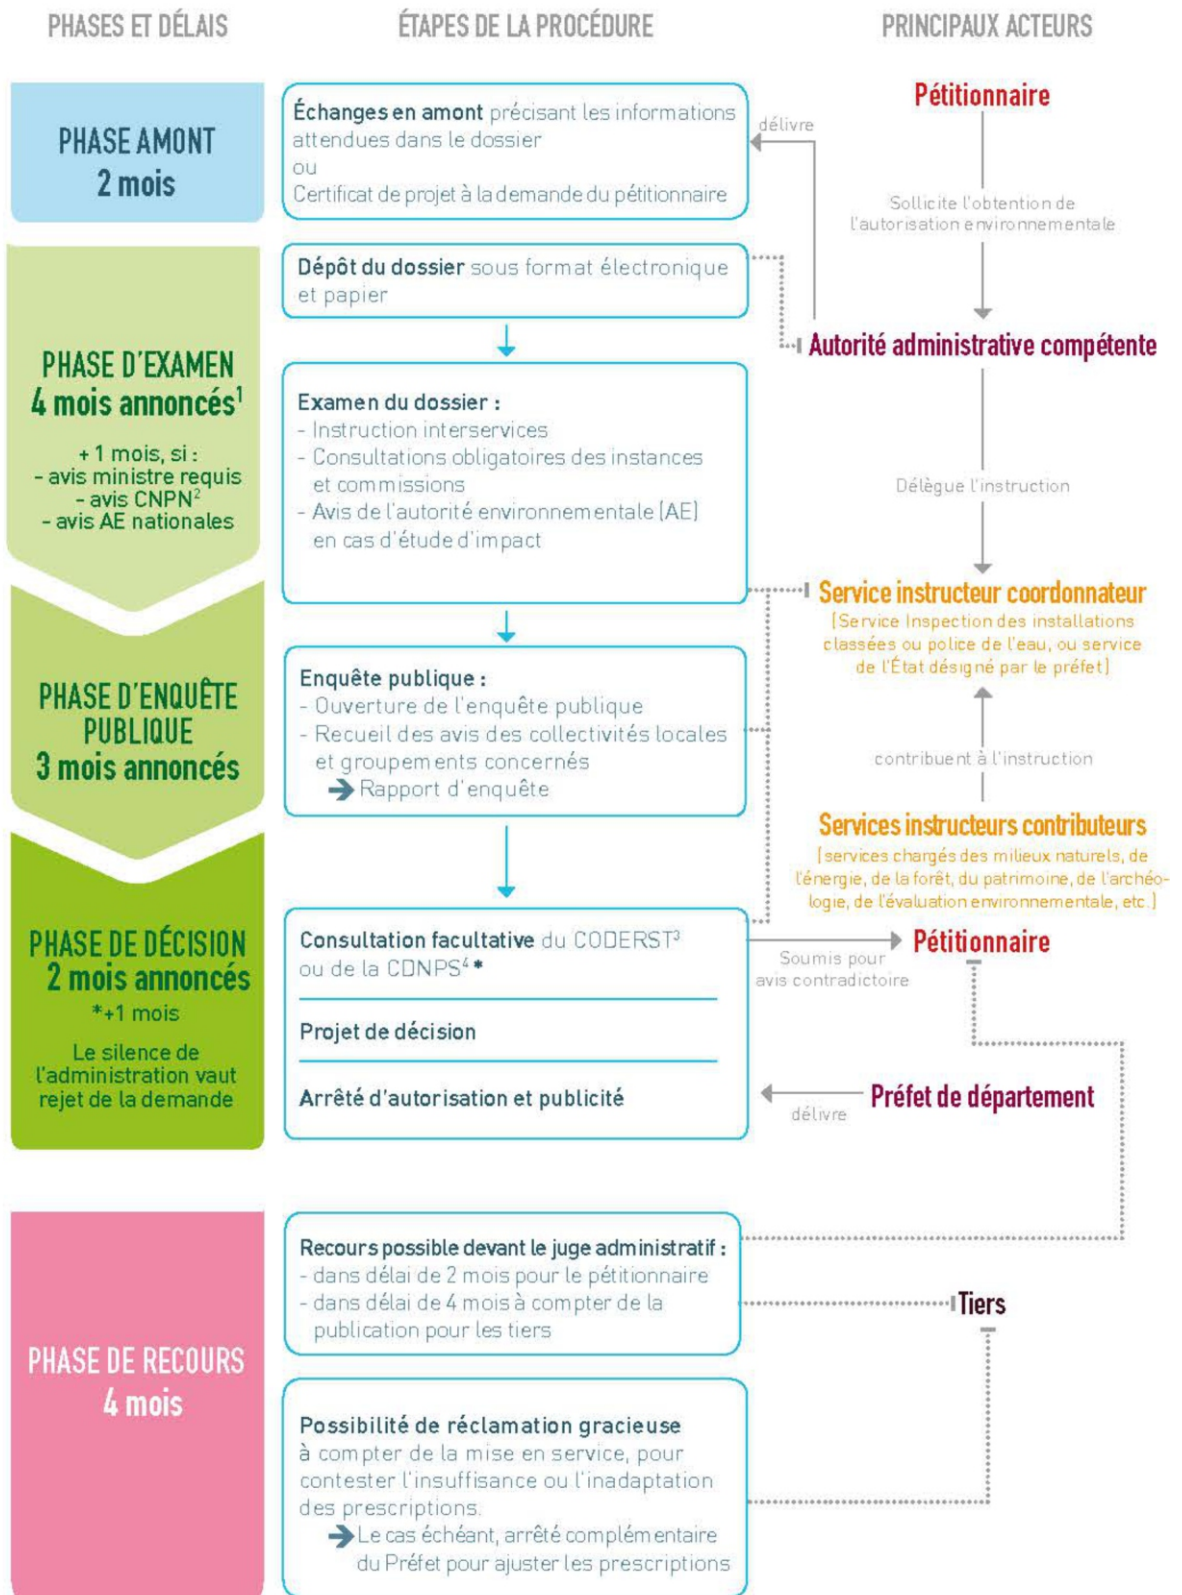 PHASES ET DÉLAIS
ÉTAPES DE LA PROCÉDURE
PRINCIPAUX ACTEURS
PHASE AMONT
2 mois
Échanges en amont précisant les informations
attendues dans le dossier
ou
Certificat de projet à la demande du pétitionnaire
délivre
Pétitionnaire
Sollicite l'obtention de
l'autorisation environnementale
PHASE D'EXAMEN
4 mois annoncés¹
+ 1 mois, si :
- avis ministre requis
- avis CNPN²
- avis AE nationales
Dépôt du dossier sous format électronique
et papier
Autorité administrative compétente
Examen du dossier :
- Instruction interservices
- Consultations obligatoires des instances
et commissions
- Avis de l'autorité environnementale (AE)
en cas d'étude d'impact
Délègue l'instruction
Service instructeur coordonnateur
(Service Inspection des installations
classées ou police de l'eau, ou service
de l'État désigné par le préfet)
PHASE D'ENQUÊTE
PUBLIQUE
3 mois annoncés
Enquête publique :
- Ouverture de l'enquête publique
- Recueil des avis des collectivités locales
et groupements concernés
➔ Rapport d'enquête
contribuent à l'instruction
Services instructeurs contributeurs
(services chargés des milieux naturels, de
l'énergie, de la forêt, du patrimoine, de l'archéo-
logie, de l'évaluation environnementale, etc.)
PHASE DE DÉCISION
2 mois annoncés
*+1 mois
Le silence de
l'administration vaut
rejet de la demande
Consultation facultative du CODERST³
ou de la CDNPS⁴ *
Projet de décision
Arrêté d'autorisation et publicité
Soumis pour
avis contradictoire
Pétitionnaire
délivre
Préfet de département
PHASE DE RECOURS
4 mois
Recours possible devant le juge administratif :
- dans délai de 2 mois pour le pétitionnaire
- dans délai de 4 mois à compter de la
publication pour les tiers
Tiers
Possibilité de réclamation gracieuse
à compter de la mise en service, pour
contester l'insuffisance ou l'inadaptation
des prescriptions.
➔ Le cas échéant, arrêté complémentaire
du Préfet pour ajuster les prescriptions